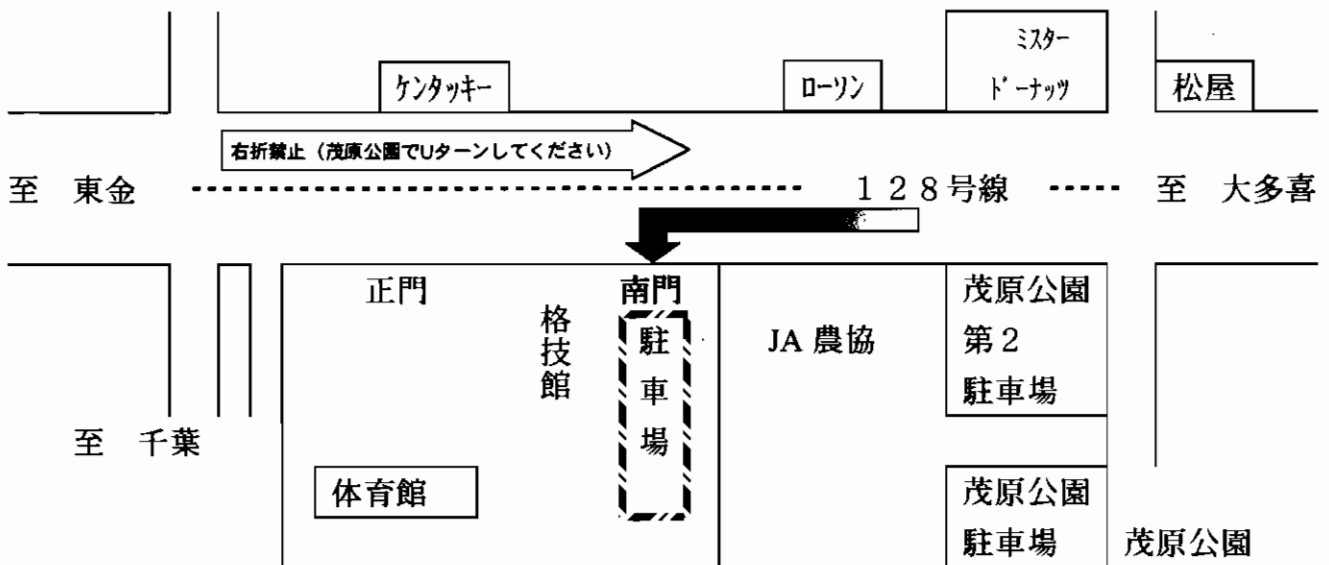 ミスター
ドーナッツ
ケンタッキー
ローソン
松屋
右折禁止（茂原公園でUターンしてください）
至 東金
１２８号線
至 大多喜
正門
南門
格技館
駐車場
JA 農協
茂原公園
第２
駐車場
至 千葉
体育館
茂原公園
駐車場
茂原公園